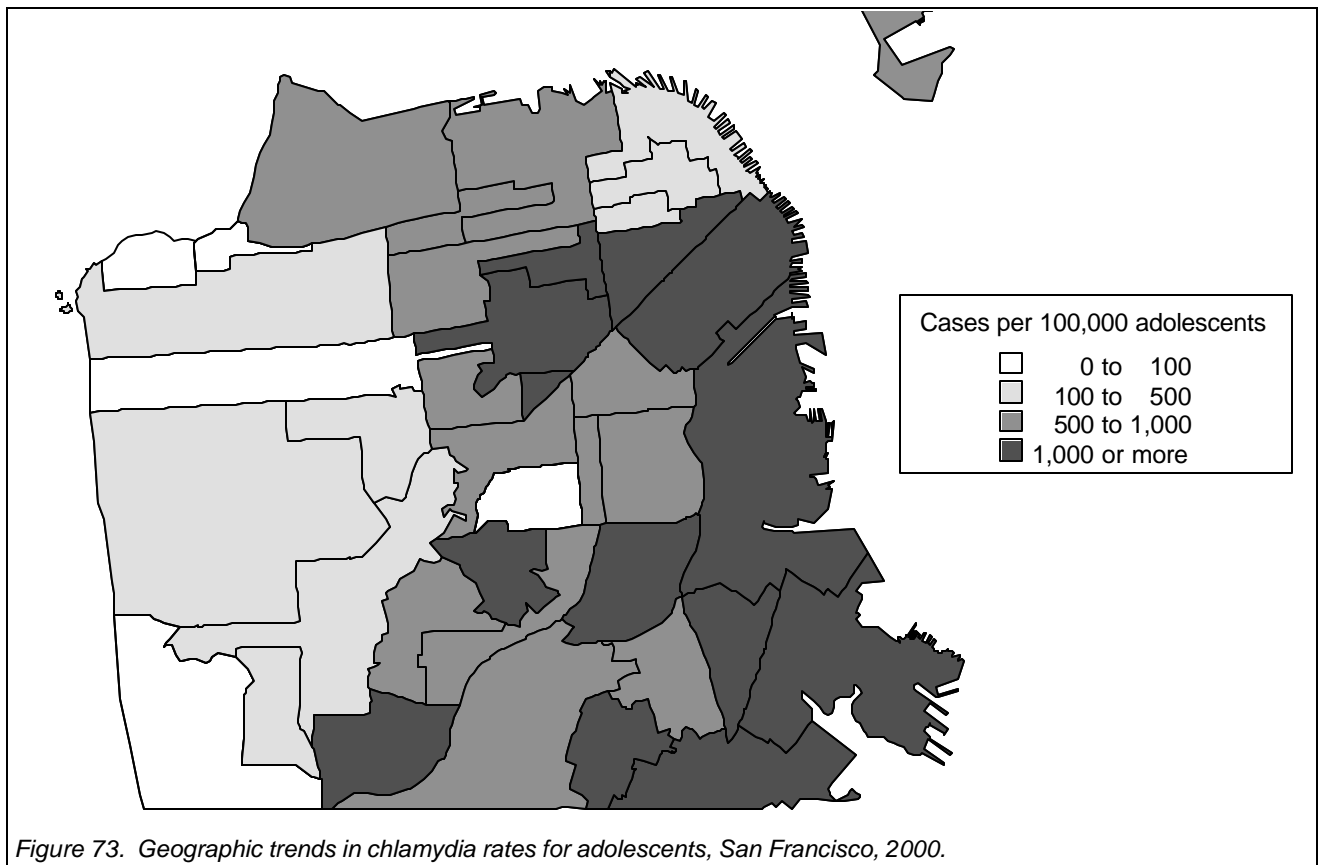 Cases per 100,000 adolescents
0 to 100
100 to 500
500 to 1,000
1,000 or more
Figure 73. Geographic trends in chlamydia rates for adolescents, San Francisco, 2000.